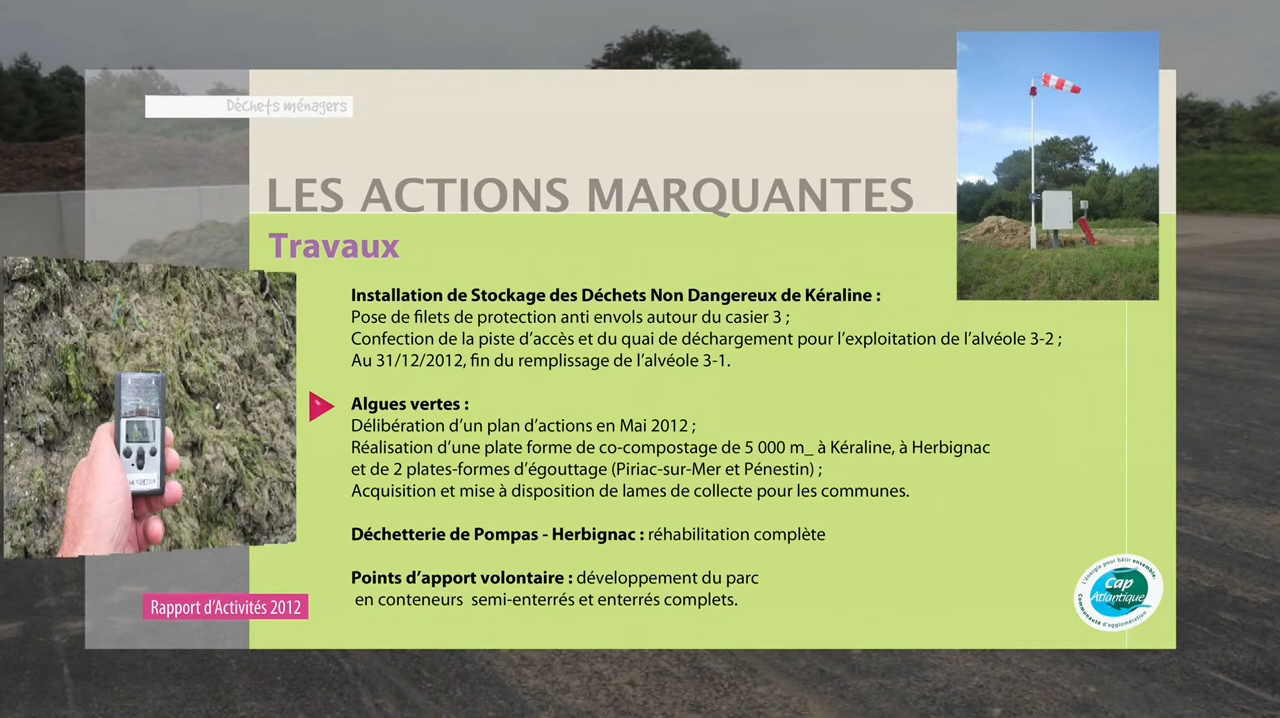 Déchets ménagers
LES ACTIONS MARQUANTES
Travaux
Installation de Stockage des Déchets Non Dangereux de Kéraline :
Pose de filets de protection anti envols autour du casier 3 ;
Confection de la piste d’accès et du quai de déchargement pour l’exploitation de l’alvéole 3-2 ;
Au 31/12/2012, fin du remplissage de l’alvéole 3-1.
Algues vertes :
Délibération d’un plan d’actions en Mai 2012 ;
Réalisation d’une plate forme de co-compostage de 5 000 m_ à Kéraline, à Herbignac
et de 2 plates-formes d’égouttage (Piriac-sur-Mer et Pénestin) ;
Acquisition et mise à disposition de lames de collecte pour les communes.
Déchetterie de Pompas - Herbignac : réhabilitation complète
Points d’apport volontaire : développement du parc
en conteneurs semi-enterrés et enterrés complets.
Rapport d’Activités 2012
L’énergie pour bâtir ensemble.
Cap
Atlantique
Communauté d’agglomération